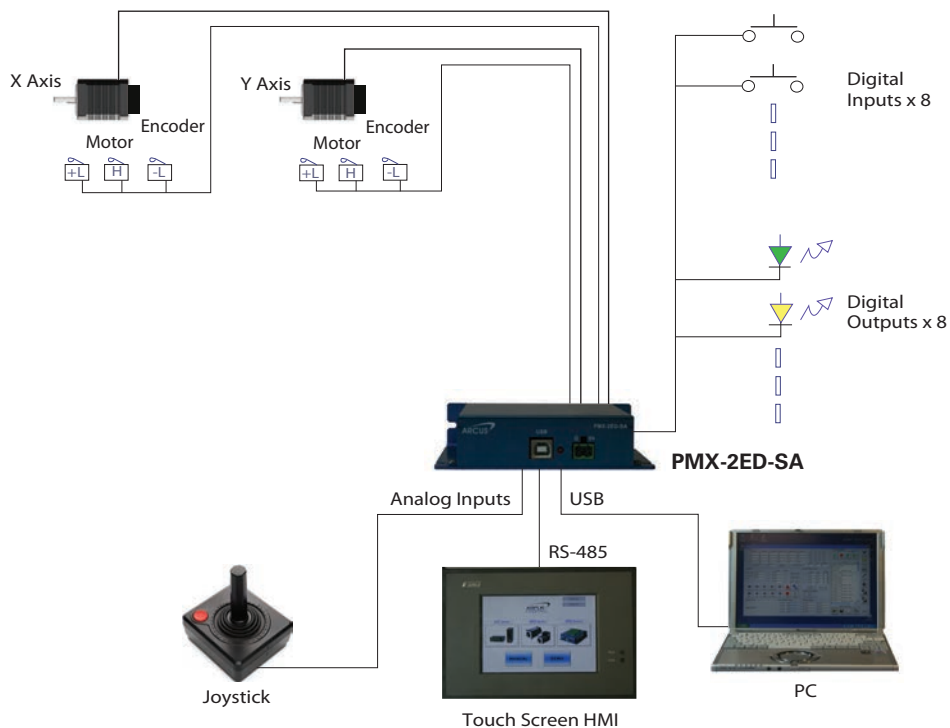 X Axis
Motor
Encoder
+L
H
-L
Y Axis
Motor
Encoder
+L
H
-L
Digital
Inputs x 8
Digital
Outputs x 8
ARCUS
USB
PMX-2ED-SA
PMX-2ED-SA
Analog Inputs
USB
RS-485
Joystick
ARCUS
Touch Screen HMI
PC